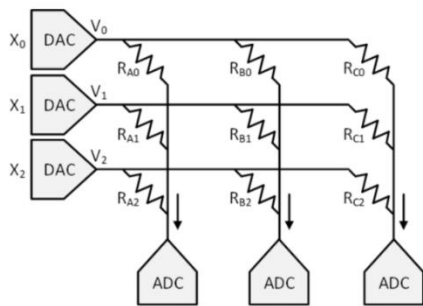 X0 DAC V0
RA0 RB0 RC0
X1 DAC V1
RA1 RB1 RC1
X2 DAC V2
RA2 RB2 RC2
ADC ADC ADC